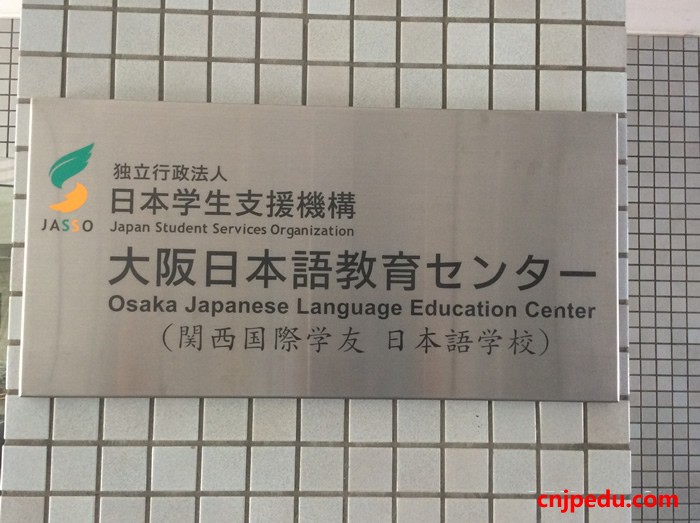 独立行政法人
日本学生支援機構
JASSO
Japan Student Services Organization
大阪日本語教育センター
Osaka Japanese Language Education Center
(関西国際学友 日本語学校)
cnjpedu.com